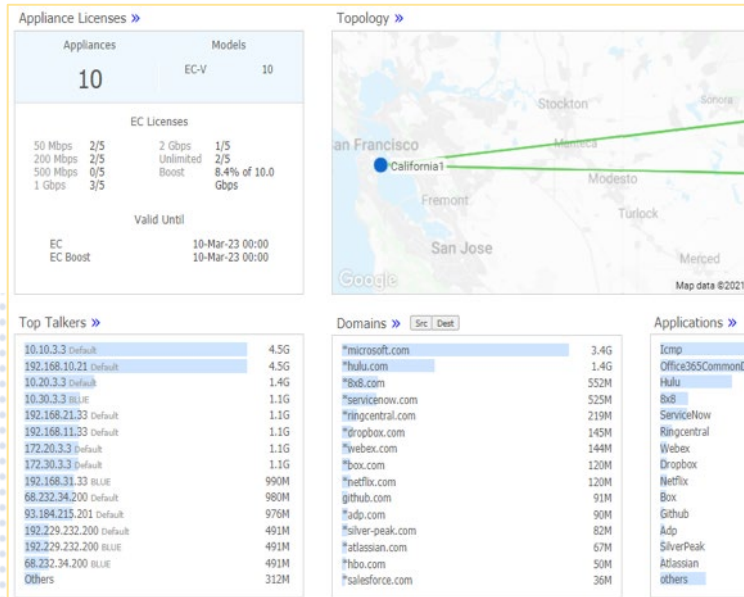 Appliance Licenses »
Appliances Models
10 EC-V 10
EC Licenses
50 Mbps 2/5 2 Gbps 1/5
200 Mbps 2/5 Unlimited 2/5
500 Mbps 0/5 Boost 8.4% of 10.0
1 Gbps 3/5 Gbps
Valid Until
EC 10-Mar-23 00:00
EC Boost 10-Mar-23 00:00
Topology »
Stockton
Sonora
an Francisco
Manteca
California1
Modesto
Fremont
Turlock
San Jose
Merced
Google
Map data ©2021
Top Talkers »
10.10.3.3 Default 4.5G
192.168.10.21 Default 4.5G
10.20.3.3 Default 1.4G
10.30.3.3 BLUE 1.1G
192.168.21.33 Default 1.1G
192.168.11.33 Default 1.1G
172.20.3.3 Default 1.1G
172.30.3.3 Default 1.1G
192.168.31.33 BLUE 990M
68.232.34.200 Default 980M
93.184.215.201 Default 976M
192.229.232.200 Default 491M
192.229.232.200 BLUE 491M
68.232.34.200 BLUE 491M
Others 312M
Domains » Src Dest
*microsoft.com 3.4G
*hulu.com 1.4G
*8x8.com 552M
*servicenow.com 525M
*ringcentral.com 219M
*dropbox.com 145M
*webex.com 144M
*box.com 120M
*netflix.com 120M
github.com 91M
*adp.com 90M
*silver-peak.com 82M
*atlassian.com 67M
*hbo.com 50M
*salesforce.com 36M
Applications »
Icmp
Office365CommonD
Hulu
8x8
ServiceNow
Ringcentral
Webex
Dropbox
Netflix
Box
Github
Adp
SilverPeak
Atlassian
others